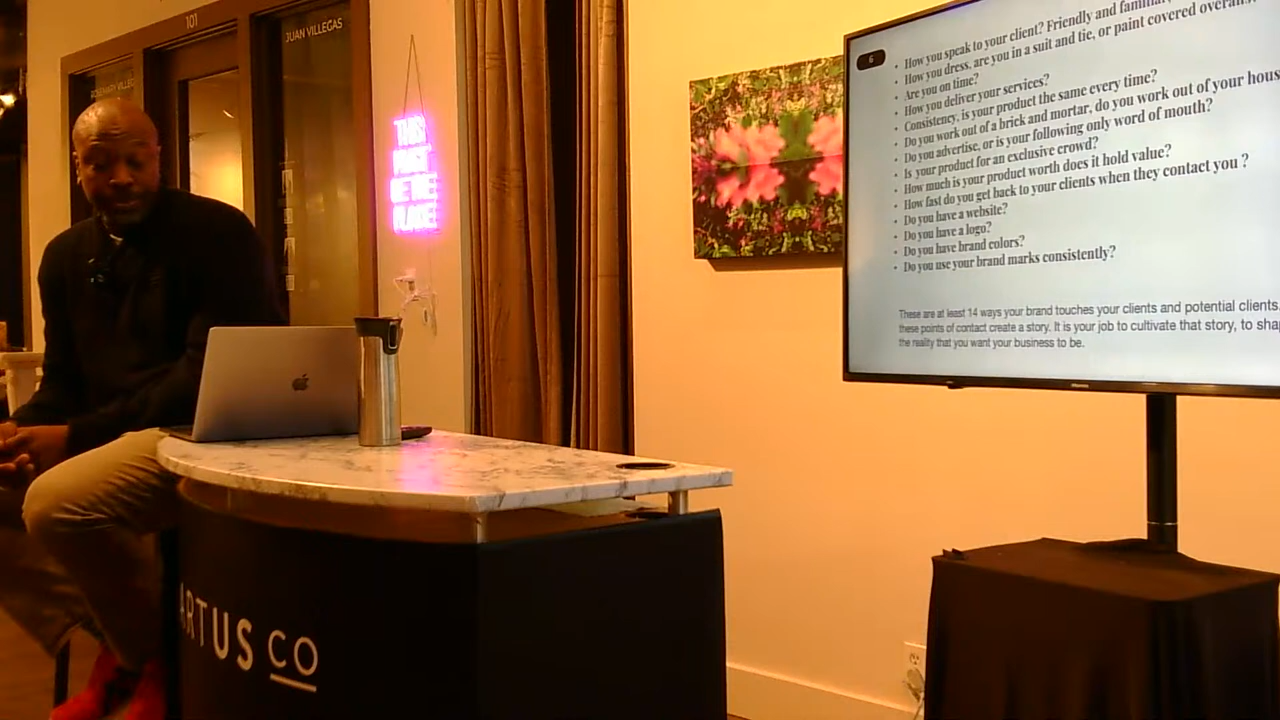 101
JUAN VILLEGAS
ROSEMARY VILLEG
THIS
MUST
BE THE
PLACE
6
• How you speak to your client? Friendly and familiar,
• How you dress, are you in a suit and tie, or paint covered overalls,
• Are you on time?
• How you deliver your services?
• Consistency, is your product the same every time?
• Do you work out of a brick and mortar, do you work out of your hous
• Do you advertise, or is your following only word of mouth?
• Is your product for an exclusive crowd?
• How much is your product worth does it hold value?
• How fast do you get back to your clients when they contact you ?
• Do you have a website?
• Do you have a logo?
• Do you have brand colors?
• Do you use your brand marks consistently?
These are at least 14 ways your brand touches your clients and potential clients.
these points of contact create a story. It is your job to cultivate that story, to sha
the reality that you want your business to be.
Hisense
ARTUS CO